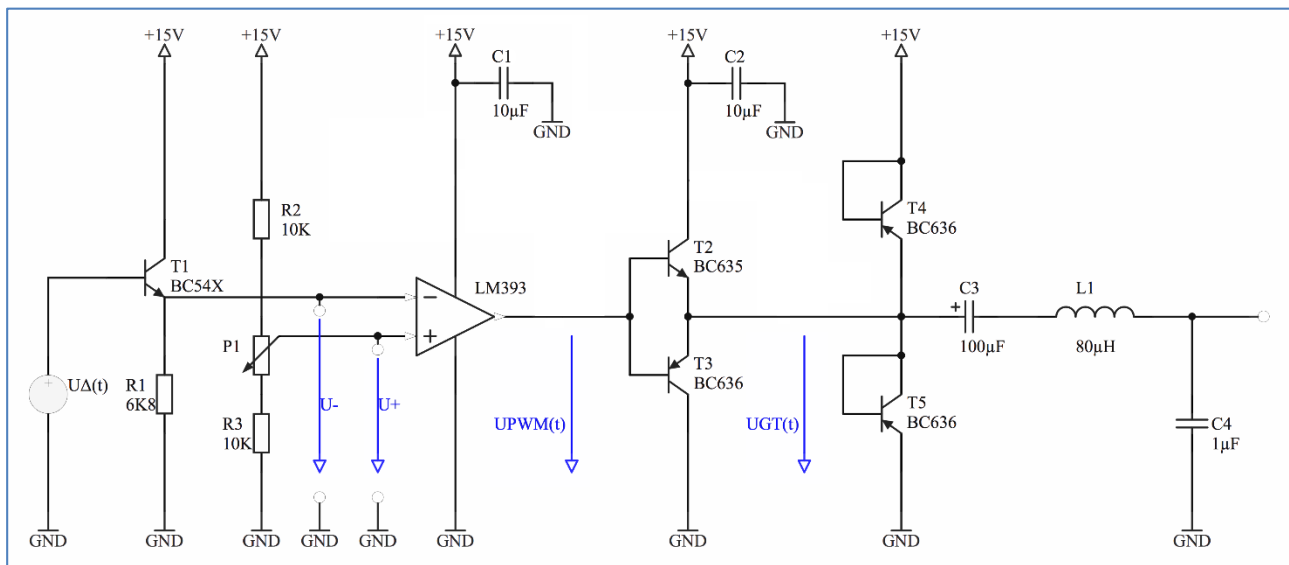 +15V
+15V
+15V
+15V
+15V
C1
10µF
GND
C2
10µF
GND
R2
10K
T1
BC54X
T2
BC635
T4
BC636
LM393
−
+
C3
+
100µF
L1
80µH
P1
T3
BC636
+
UΔ(t)
R1
6K8
R3
10K
U-
U+
UPWM(t)
UGT(t)
T5
BC636
C4
1µF
GND
GND
GND
GND
GND
GND
GND
GND
GND